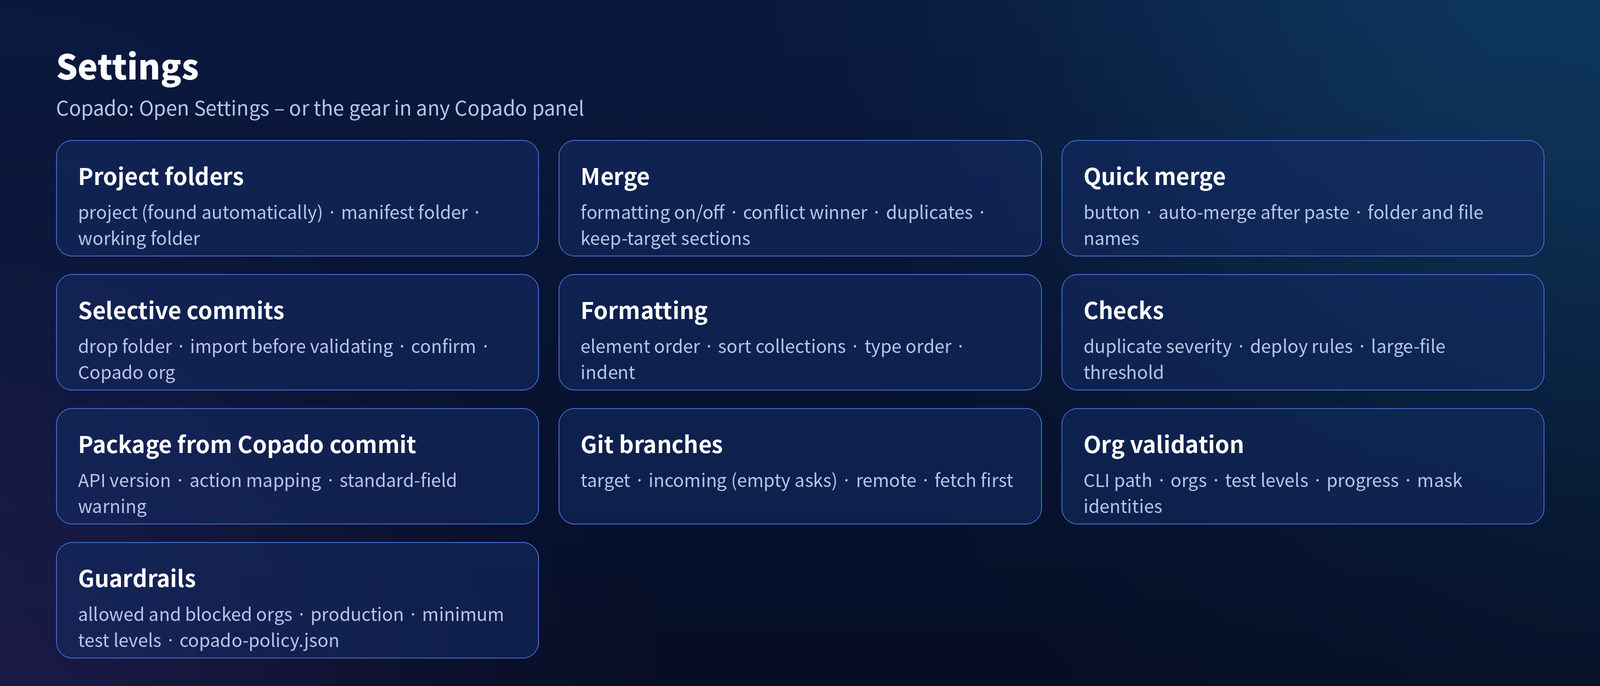 Settings
Copado: Open Settings – or the gear in any Copado panel
Project folders
project (found automatically) · manifest folder ·
working folder
Merge
formatting on/off · conflict winner · duplicates ·
keep-target sections
Quick merge
button · auto-merge after paste · folder and file
names
Selective commits
drop folder · import before validating · confirm ·
Copado org
Formatting
element order · sort collections · type order ·
indent
Checks
duplicate severity · deploy rules · large-file
threshold
Package from Copado commit
API version · action mapping · standard-field
warning
Git branches
target · incoming (empty asks) · remote · fetch first
Org validation
CLI path · orgs · test levels · progress · mask
identities
Guardrails
allowed and blocked orgs · production · minimum
test levels · copado-policy.json